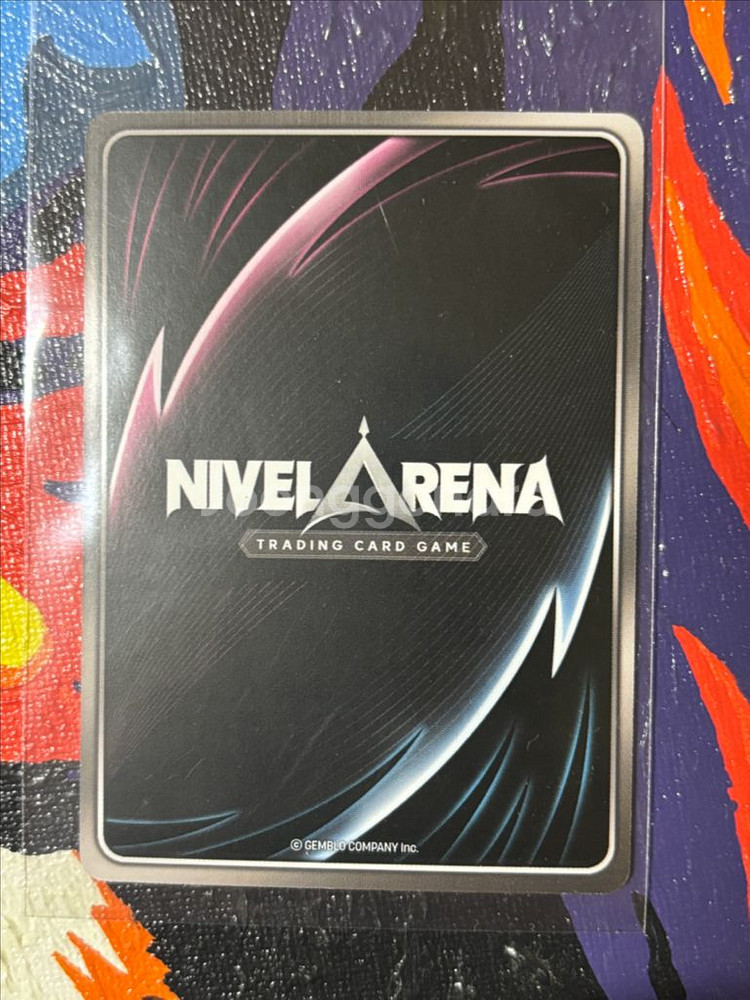 NIVEL ARENA
TRADING CARD GAME
© GEMBLO COMPANY Inc.